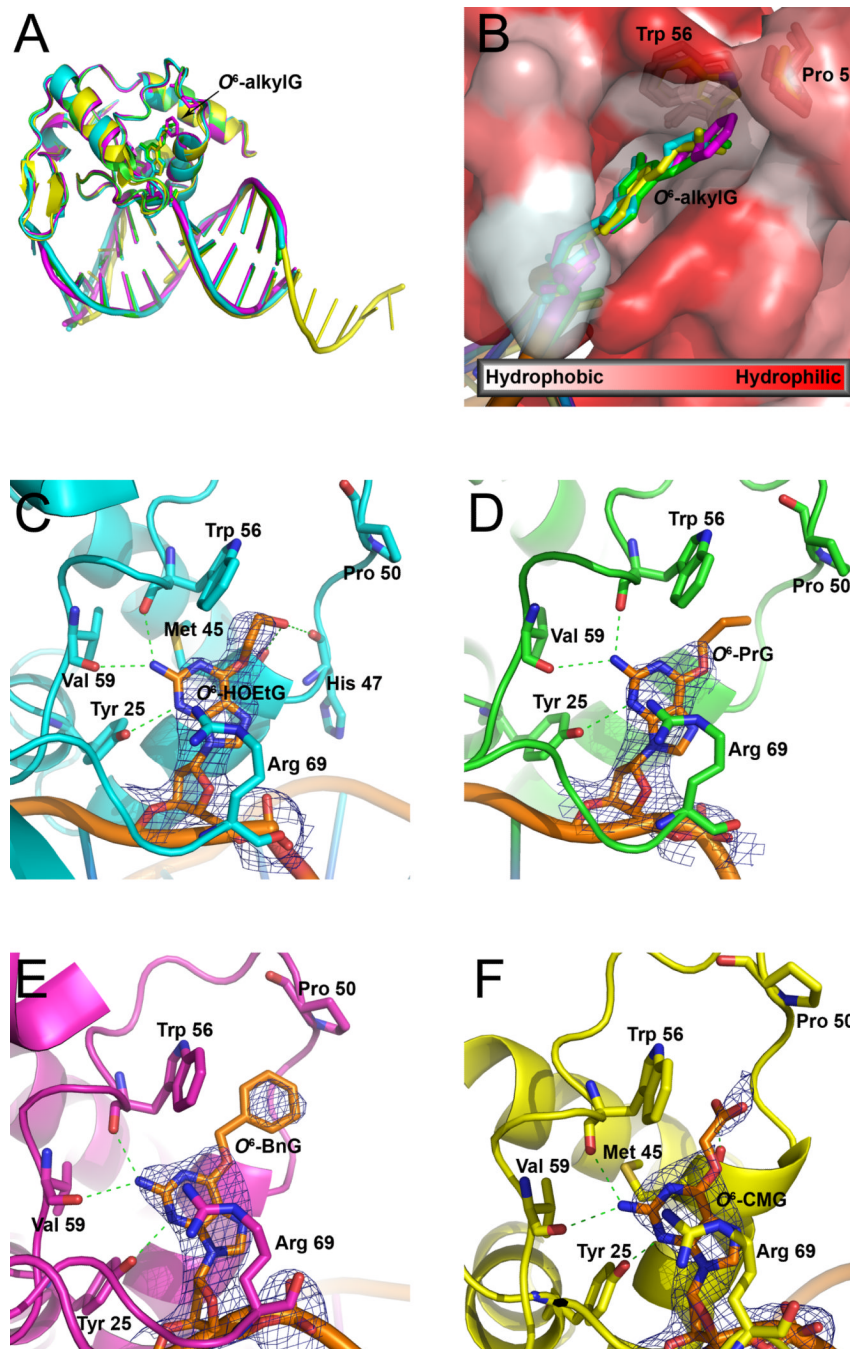 A
O⁶-alkylG
B
Trp 56
Pro 5
O⁶-alkylG
Hydrophobic Hydrophilic
C
Trp 56
Pro 50
Met 45
Val 59
O⁶-HOEtG
His 47
Tyr 25
Arg 69
D
Trp 56
Pro 50
Val 59
O⁶-PrG
Tyr 25
Arg 69
E
Pro 50
Trp 56
O⁶-BnG
Val 59
Arg 69
Tyr 25
F
Pro 50
Trp 56
Met 45
Val 59
O⁶-CMG
Tyr 25
Arg 69